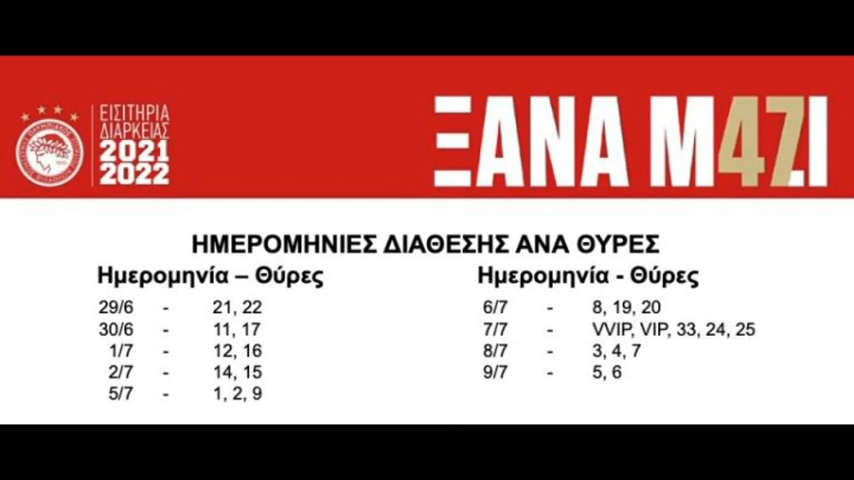 ΕΙΣΙΤΗΡΙΑ
ΔΙΑΡΚΕΙΑΣ
2021
2022
ΞΑΝΑ Μ47ΖΙ
ΗΜΕΡΟΜΗΝΙΕΣ ΔΙΑΘΕΣΗΣ ΑΝΑ ΘΥΡΕΣ
Ημερομηνία – Θύρες
29/6 - 21, 22
30/6 - 11, 17
1/7 - 12, 16
2/7 - 14, 15
5/7 - 1, 2, 9
Ημερομηνία - Θύρες
6/7 - 8, 19, 20
7/7 - VVIP, VIP, 33, 24, 25
8/7 - 3, 4, 7
9/7 - 5, 6